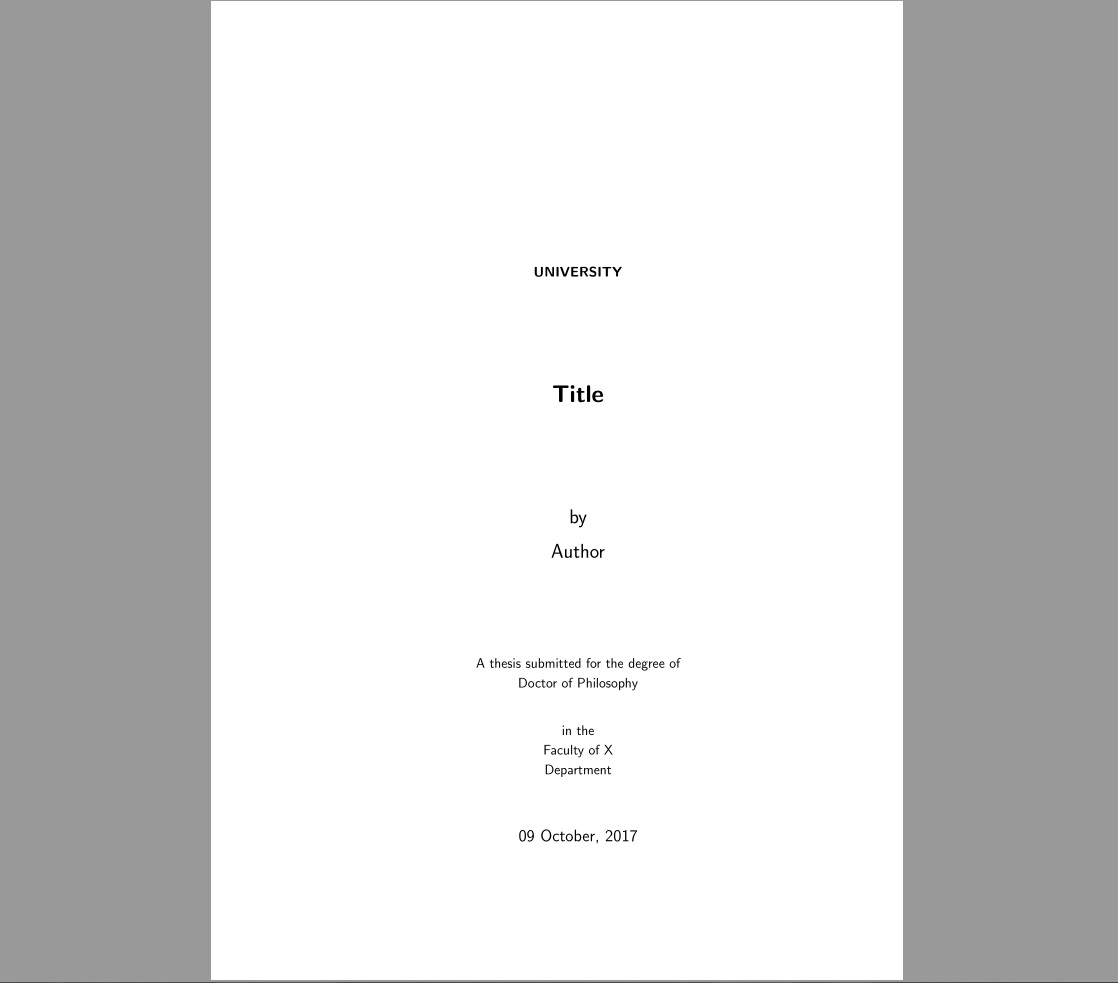 UNIVERSITY
Title
by
Author
A thesis submitted for the degree of
Doctor of Philosophy
in the
Faculty of X
Department
09 October, 2017